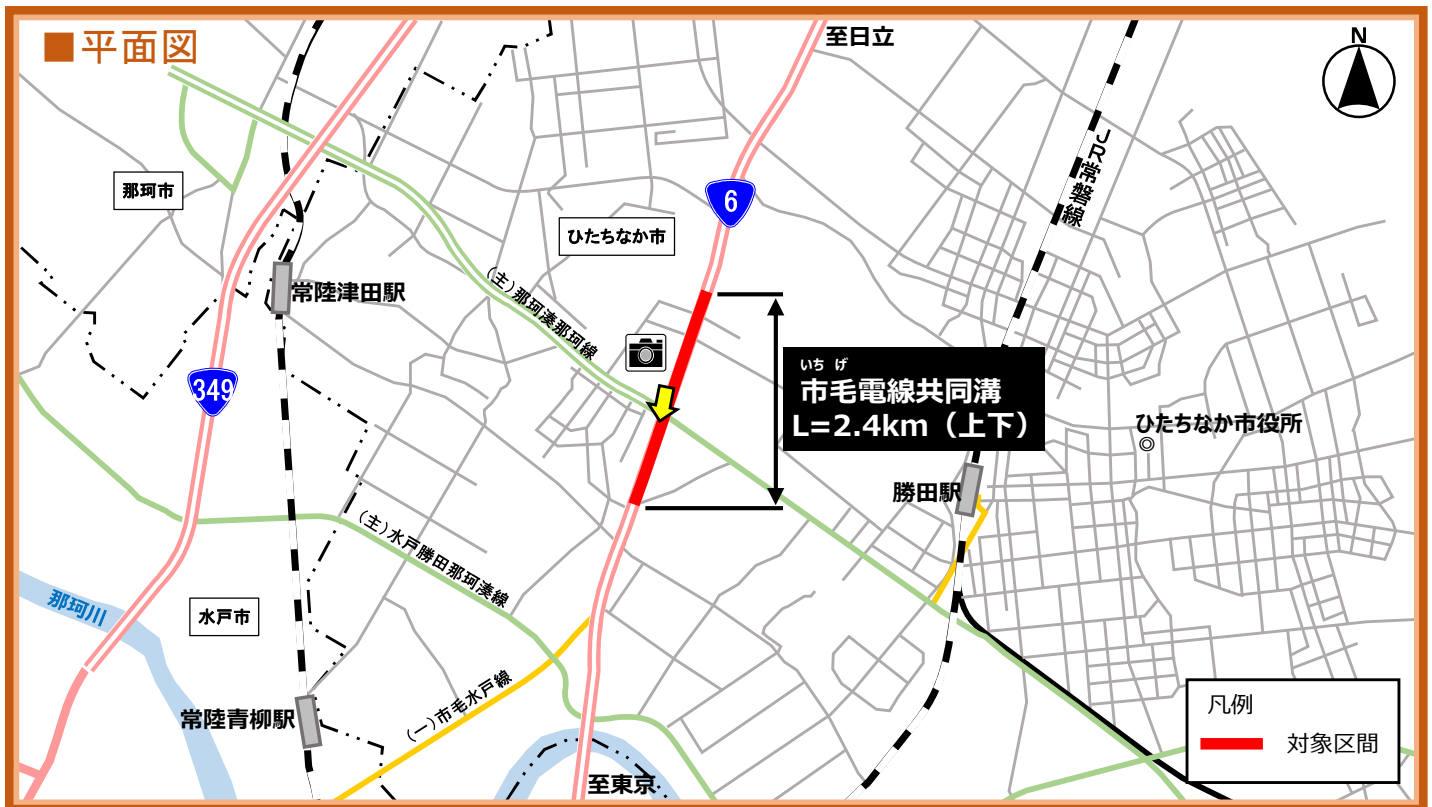 ■平面図
至日立
N
JR常磐線
那珂市
6
ひたちなか市
(主)那珂湊那珂線
常陸津田駅
349
いち げ
市毛電線共同溝
L=2.4km（上下）
ひたちなか市役所
勝田駅
(主)水戸勝田那珂湊線
那珂川
水戸市
(一)市毛水戸線
常陸青柳駅
至東京
凡例
対象区間